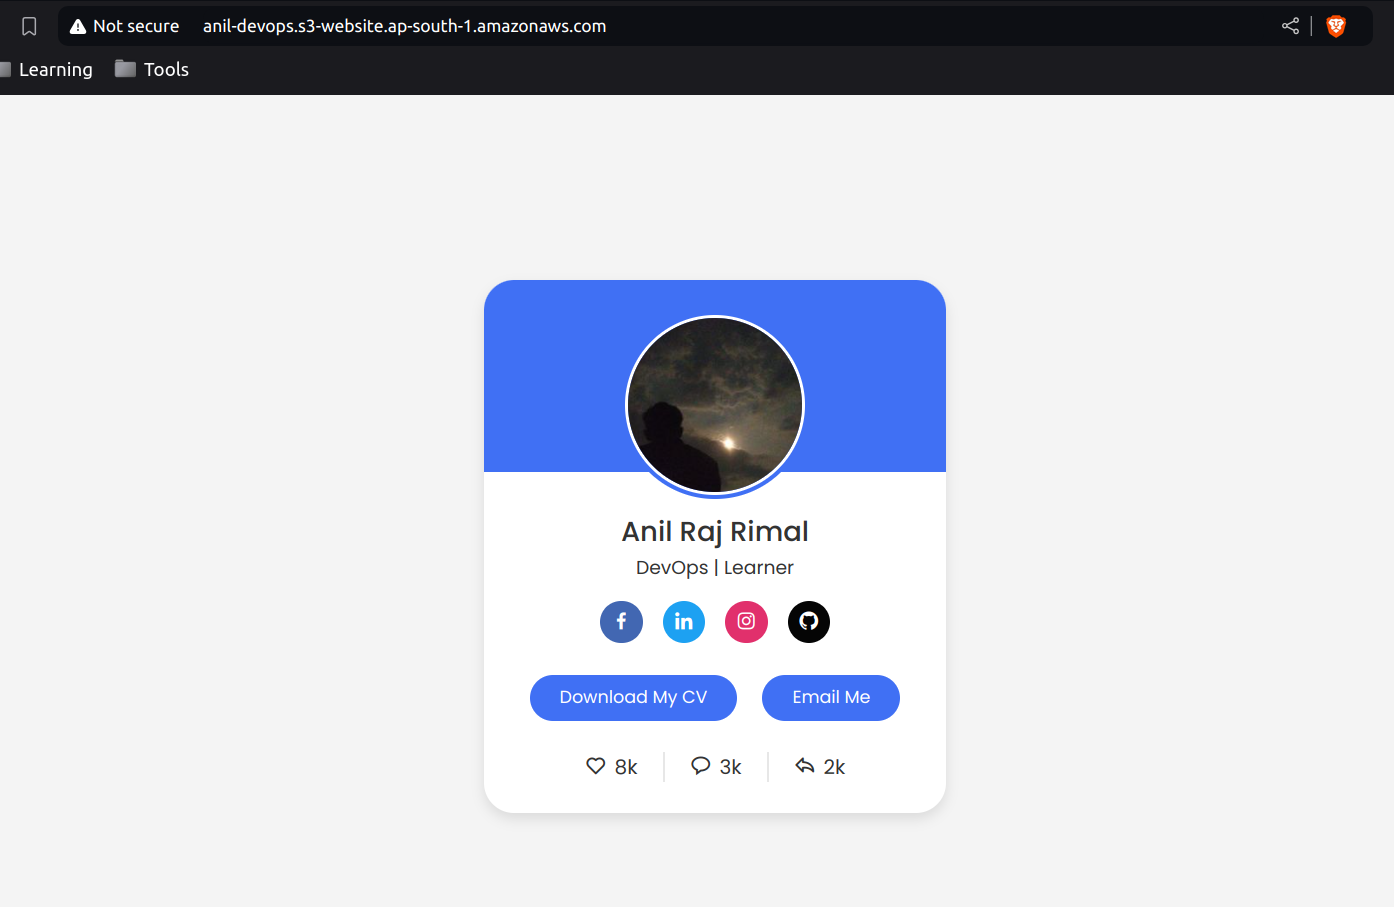 Not secure anil-devops.s3-website.ap-south-1.amazonaws.com
Learning Tools
Anil Raj Rimal
DevOps | Learner
f in
Download My CV Email Me
8k 3k 2k